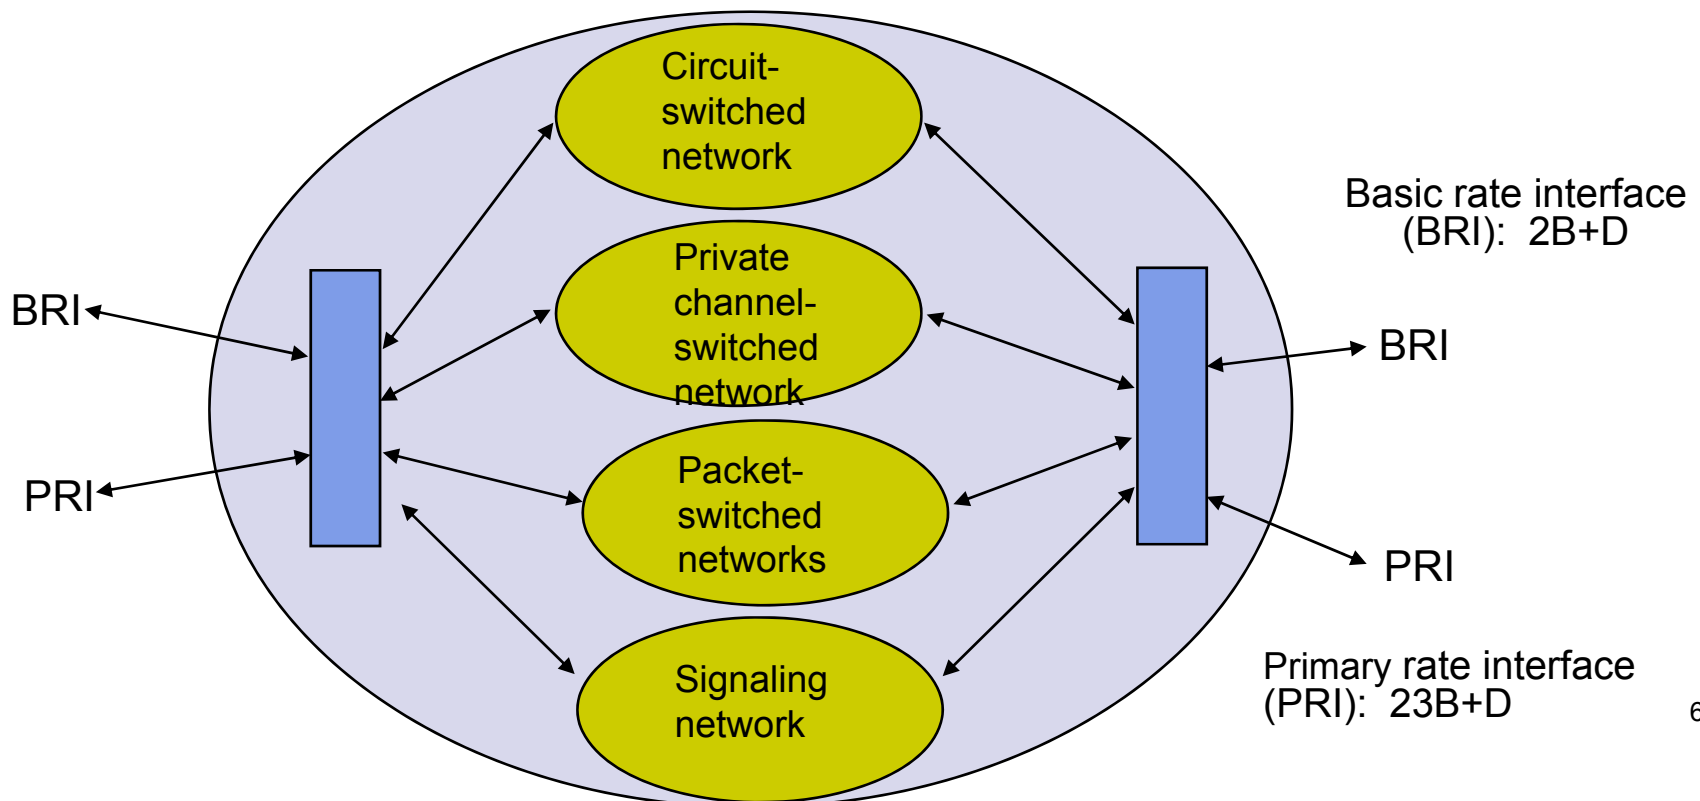 Circuit-
switched
network
Basic rate interface
(BRI): 2B+D
Private
channel-
switched
network
BRI
BRI
Packet-
switched
networks
PRI
PRI
Signaling
network
Primary rate interface
(PRI): 23B+D
6